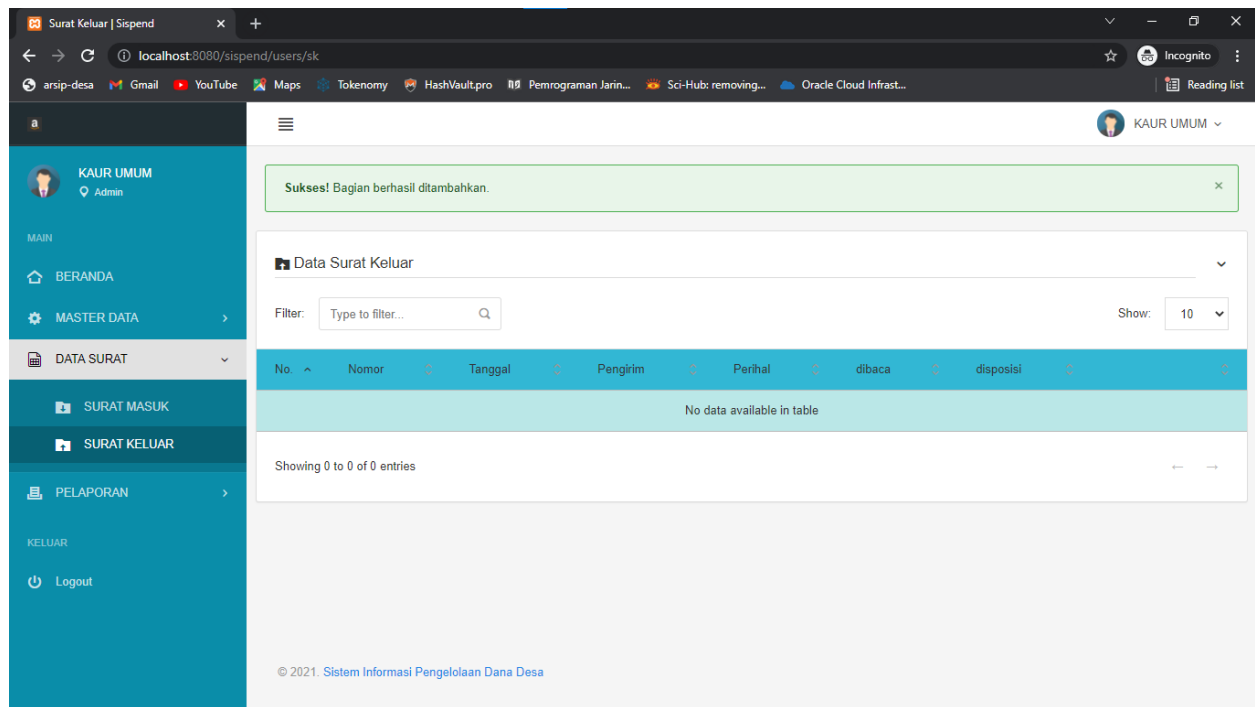 Surat Keluar | Sispend
localhost:8080/sispend/users/sk
Incognito
arsip-desa Gmail YouTube Maps Tokenomy HashVault.pro Pemrograman Jarin... Sci-Hub: removing... Oracle Cloud Infrast... Reading list
a
KAUR UMUM
KAUR UMUM
Admin
Sukses! Bagian berhasil ditambahkan.
MAIN
BERANDA
MASTER DATA
DATA SURAT
SURAT MASUK
SURAT KELUAR
PELAPORAN
KELUAR
Logout
Data Surat Keluar
Filter: Type to filter... Show: 10
No. Nomor Tanggal Pengirim Perihal dibaca disposisi
No data available in table
Showing 0 to 0 of 0 entries
© 2021. Sistem Informasi Pengelolaan Dana Desa